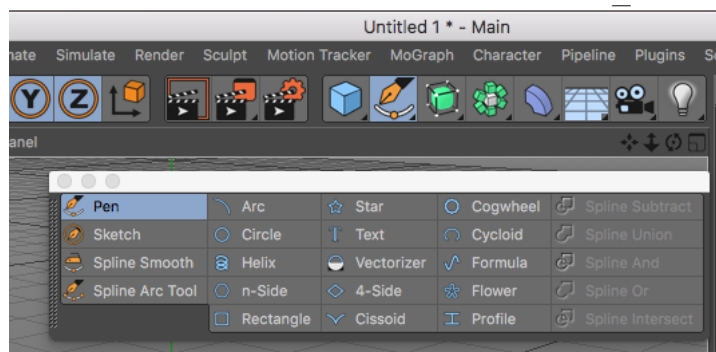 Untitled 1 * - Main
nate Simulate Render Sculpt Motion Tracker MoGraph Character Pipeline Plugins S
Y Z
anel
Pen Arc Star Cogwheel Spline Subtract
Sketch Circle Text Cycloid Spline Union
Spline Smooth Helix Vectorizer Formula Spline And
Spline Arc Tool n-Side 4-Side Flower Spline Or
Rectangle Cissoid Profile Spline Intersect